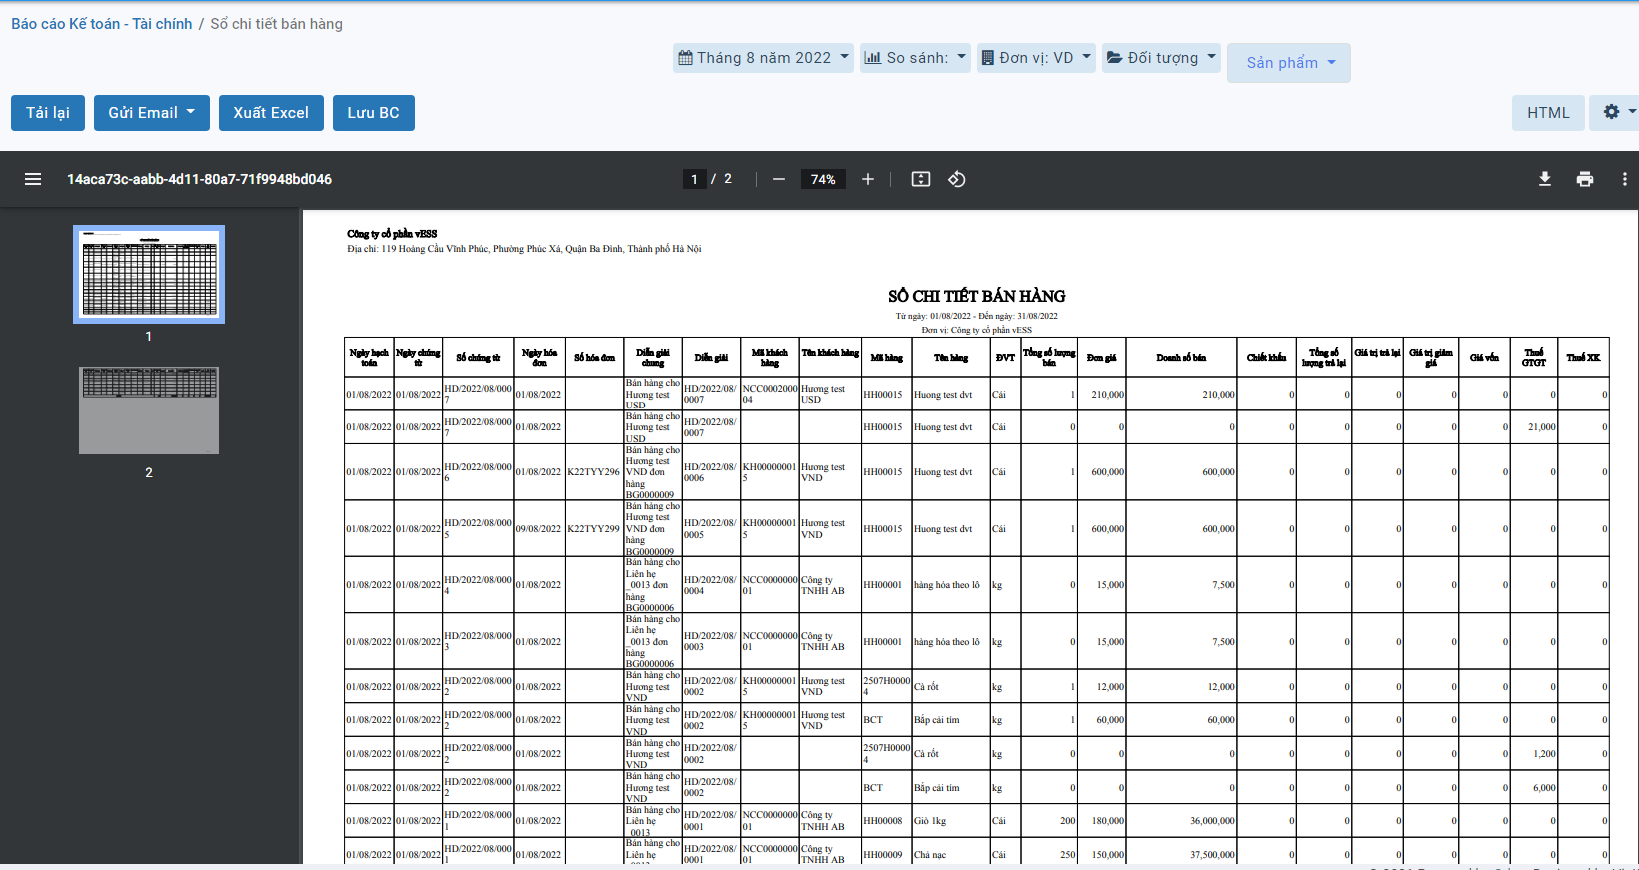 Báo cáo Kế toán - Tài chính / Sổ chi tiết bán hàng
Tháng 8 năm 2022 So sánh: Đơn vị: VD Đối tượng Sản phẩm
Tải lại Gửi Email Xuất Excel Lưu BC HTML
14aca73c-aabb-4d11-80a7-71f9948bd046 1 / 2 74%
1
2
Công ty cổ phần vESS
Địa chỉ: 119 Hoàng Cầu Vĩnh Phúc, Phường Phúc Xá, Quận Ba Đình, Thành phố Hà Nội
SỔ CHI TIẾT BÁN HÀNG
Từ ngày: 01/08/2022 - Đến ngày: 31/08/2022
Đơn vị: Công ty cổ phần vESS
Ngày hạch toán Ngày chứng từ Số chứng từ Ngày hóa đơn Số hóa đơn Diễn giải chung Diễn giải Mã khách hàng Tên khách hàng Mã hàng Tên hàng ĐVT Tổng số lượng bán Đơn giá Doanh số bán Chiết khấu Tổng số lượng trả lại Giá trị trả lại Giá trị giảm giá Giá vốn Thuế GTGT Thuế XK
01/08/2022 01/08/2022 HD/2022/08/0007 01/08/2022 Bán hàng cho Hương test USD HD/2022/08/0007 NCC000200004 Hương test USD HH00015 Huong test dvt Cái 1 210,000 210,000 0 0 0 0 0 0 0
01/08/2022 01/08/2022 HD/2022/08/0007 01/08/2022 Bán hàng cho Hương test USD HD/2022/08/0007 HH00015 Huong test dvt Cái 0 0 0 0 0 0 0 0 21,000 0
01/08/2022 01/08/2022 HD/2022/08/0006 01/08/2022 K22TYY296 Bán hàng cho Hương test VND đơn hàng BG0000009 HD/2022/08/0006 KH000000015 Hương test VND HH00015 Huong test dvt Cái 1 600,000 600,000 0 0 0 0 0 0 0
01/08/2022 01/08/2022 HD/2022/08/0005 09/08/2022 K22TYY299 Bán hàng cho Hương test VND đơn hàng BG0000009 HD/2022/08/0005 KH000000015 Hương test VND HH00015 Huong test dvt Cái 1 600,000 600,000 0 0 0 0 0 0 0
01/08/2022 01/08/2022 HD/2022/08/0004 01/08/2022 Bán hàng cho Liên hệ _0013 đơn hàng BG0000006 HD/2022/08/0004 NCC000000001 Công ty TNHH AB HH00001 hàng hóa theo lô kg 0 15,000 7,500 0 0 0 0 0 0 0
01/08/2022 01/08/2022 HD/2022/08/0003 01/08/2022 Bán hàng cho Liên hệ _0013 đơn hàng BG0000006 HD/2022/08/0003 NCC000000001 Công ty TNHH AB HH00001 hàng hóa theo lô kg 0 15,000 7,500 0 0 0 0 0 0 0
01/08/2022 01/08/2022 HD/2022/08/0002 01/08/2022 Bán hàng cho Hương test VND HD/2022/08/0002 KH000000015 Hương test VND 2507H00004 Cà rốt kg 1 12,000 12,000 0 0 0 0 0 0 0
01/08/2022 01/08/2022 HD/2022/08/0002 01/08/2022 Bán hàng cho Hương test VND HD/2022/08/0002 KH000000015 Hương test VND BCT Bắp cải tím kg 1 60,000 60,000 0 0 0 0 0 0 0
01/08/2022 01/08/2022 HD/2022/08/0002 01/08/2022 Bán hàng cho Hương test VND HD/2022/08/0002 2507H00004 Cà rốt kg 0 0 0 0 0 0 0 0 1,200 0
01/08/2022 01/08/2022 HD/2022/08/0002 01/08/2022 Bán hàng cho Hương test VND HD/2022/08/0002 BCT Bắp cải tím kg 0 0 0 0 0 0 0 0 6,000 0
01/08/2022 01/08/2022 HD/2022/08/0001 01/08/2022 Bán hàng cho Liên hệ _0013 HD/2022/08/0001 NCC000000001 Công ty TNHH AB HH00008 Giò 1kg Cái 200 180,000 36,000,000 0 0 0 0 0 0 0
01/08/2022 01/08/2022 HD/2022/08/0001 01/08/2022 Bán hàng cho Liên hệ HD/2022/08/0001 NCC000000001 Công ty TNHH AB HH00009 Chả nạc Cái 250 150,000 37,500,000 0 0 0 0 0 0 0